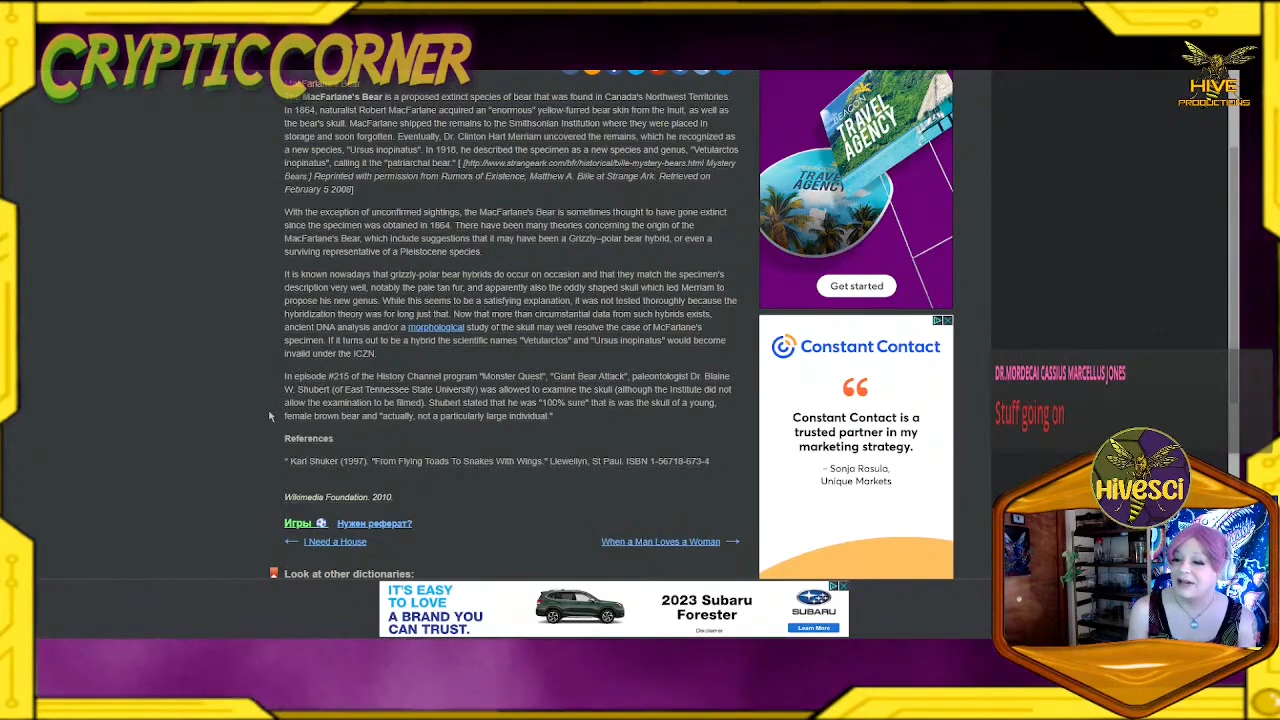 CRYPTIC CORNER
HIVE
PRODUCTIONS
MacFarlane's Bear
The MacFarlane's Bear is a proposed extinct species of bear that was found in Canada's Northwest Territories.
In 1864, naturalist Robert MacFarlane acquired an "enormous" yellow-furred bear skin from the Inuit, as well as
the bear's skull. MacFarlane shipped the remains to the Smithsonian Institution where they were placed in
storage and soon forgotten. Eventually, Dr. Clinton Hart Merriam uncovered the remains, which he recognized as
a new species, "Ursus inopinatus". In 1918, he described the specimen as a new species and genus, "Vetularctos
inopinatus", calling it the "patriarchal bear." [ [http://www.strangeark.com/bfr/historical/bille-mystery-bears.html Mystery
Bears.] Reprinted with permission from Rumors of Existence, Matthew A. Bille at Strange Ark. Retrieved on
February 5 2008]
With the exception of unconfirmed sightings, the MacFarlane's Bear is sometimes thought to have gone extinct
since the specimen was obtained in 1864. There have been many theories concerning the origin of the
MacFarlane's Bear, which include suggestions that it may have been a Grizzly–polar bear hybrid, or even a
surviving representative of a Pleistocene species.
It is known nowadays that grizzly-polar bear hybrids do occur on occasion and that they match the specimen's
description very well, notably the pale tan fur, and apparently also the oddly shaped skull which led Merriam to
propose his new genus. While this seems to be a satisfying explanation, it was not tested thoroughly because the
hybridization theory was for long just that. Now that more than circumstantial data from such hybrids exists,
ancient DNA analysis and/or a morphological study of the skull may well resolve the case of McFarlane's
specimen. If it turns out to be a hybrid the scientific names "Vetularctos" and "Ursus inopinatus" would become
invalid under the ICZN.
In episode #215 of the History Channel program "Monster Quest", "Giant Bear Attack", paleontologist Dr. Blaine
W. Shubert (of East Tennessee State University) was allowed to examine the skull (although the Institute did not
allow the examination to be filmed). Shubert stated that he was "100% sure" that is was the skull of a young,
female brown bear and "actually, not a particularly large individual."
References
* Karl Shuker (1997). "From Flying Toads To Snakes With Wings." Llewellyn, St Paul. ISBN 1-56718-673-4
Wikimedia Foundation. 2010.
Игры ⚽ Нужен реферат?
← I Need a House
When a Man Loves a Woman →
Look at other dictionaries:
BEACON
TRAVEL
AGENCY
TRAVEL
AGENCY
Get started
Constant Contact
Constant Contact is a
trusted partner in my
marketing strategy.
– Sonja Rasula,
Unique Markets
IT'S EASY
TO LOVE
A BRAND YOU
CAN TRUST.
2023 Subaru
Forester
Disclaimer
SUBARU
Learn More
DR.MORDECAI CASSIUS MARCELLUS JONES
Stuff going on
HIVESCI